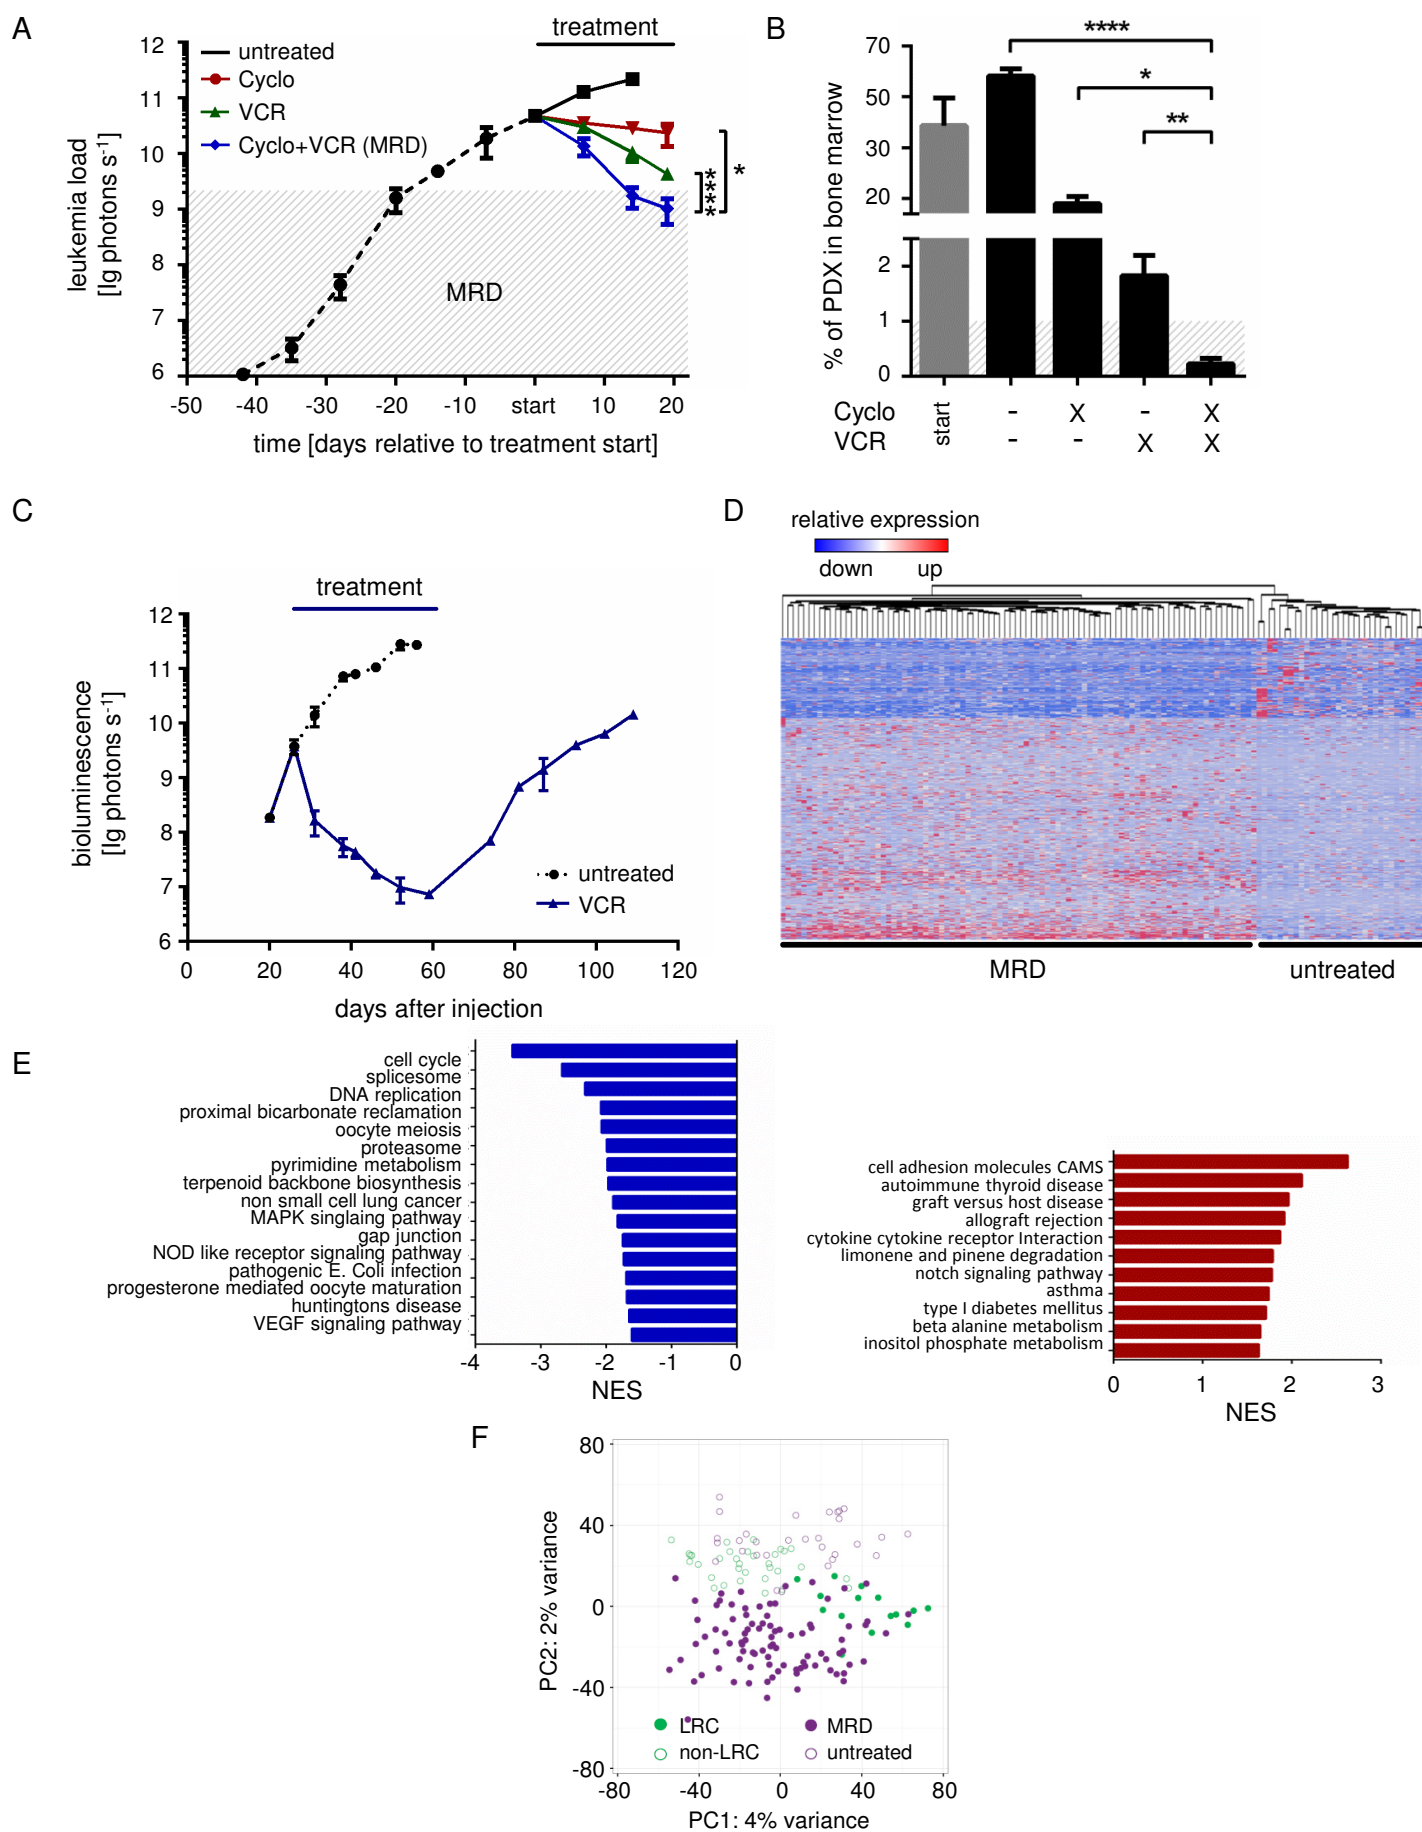 A
treatment
12
11
10
9
8
7
6
untreated
Cyclo
VCR
Cyclo+VCR (MRD)
*
****
MRD
leukemia load
[lg photons s-1]
-50 -40 -30 -20 -10 start 10 20
time [days relative to treatment start]
B
****
*
**
70
50
30
20
2
1
0
% of PDX in bone marrow
Cyclo - X - X
VCR - - X X
start
C
treatment
12
11
10
9
8
7
6
bioluminescence
[lg photons s-1]
untreated
VCR
0 20 40 60 80 100 120
days after injection
D
relative expression
down up
MRD untreated
E
cell cycle
splicesome
DNA replication
proximal bicarbonate reclamation
oocyte meiosis
proteasome
pyrimidine metabolism
terpenoid backbone biosynthesis
non small cell lung cancer
MAPK singlaing pathway
gap junction
NOD like receptor signaling pathway
pathogenic E. Coli infection
progesterone mediated oocyte maturation
huntingtons disease
VEGF signaling pathway
-4 -3 -2 -1 0
NES
cell adhesion molecules CAMS
autoimmune thyroid disease
graft versus host disease
allograft rejection
cytokine cytokine receptor Interaction
limonene and pinene degradation
notch signaling pathway
asthma
type I diabetes mellitus
beta alanine metabolism
inositol phosphate metabolism
0 1 2 3
NES
F
80
40
0
-40
-80
PC2: 2% variance
LRC MRD
non-LRC untreated
-80 -40 0 40 80
PC1: 4% variance